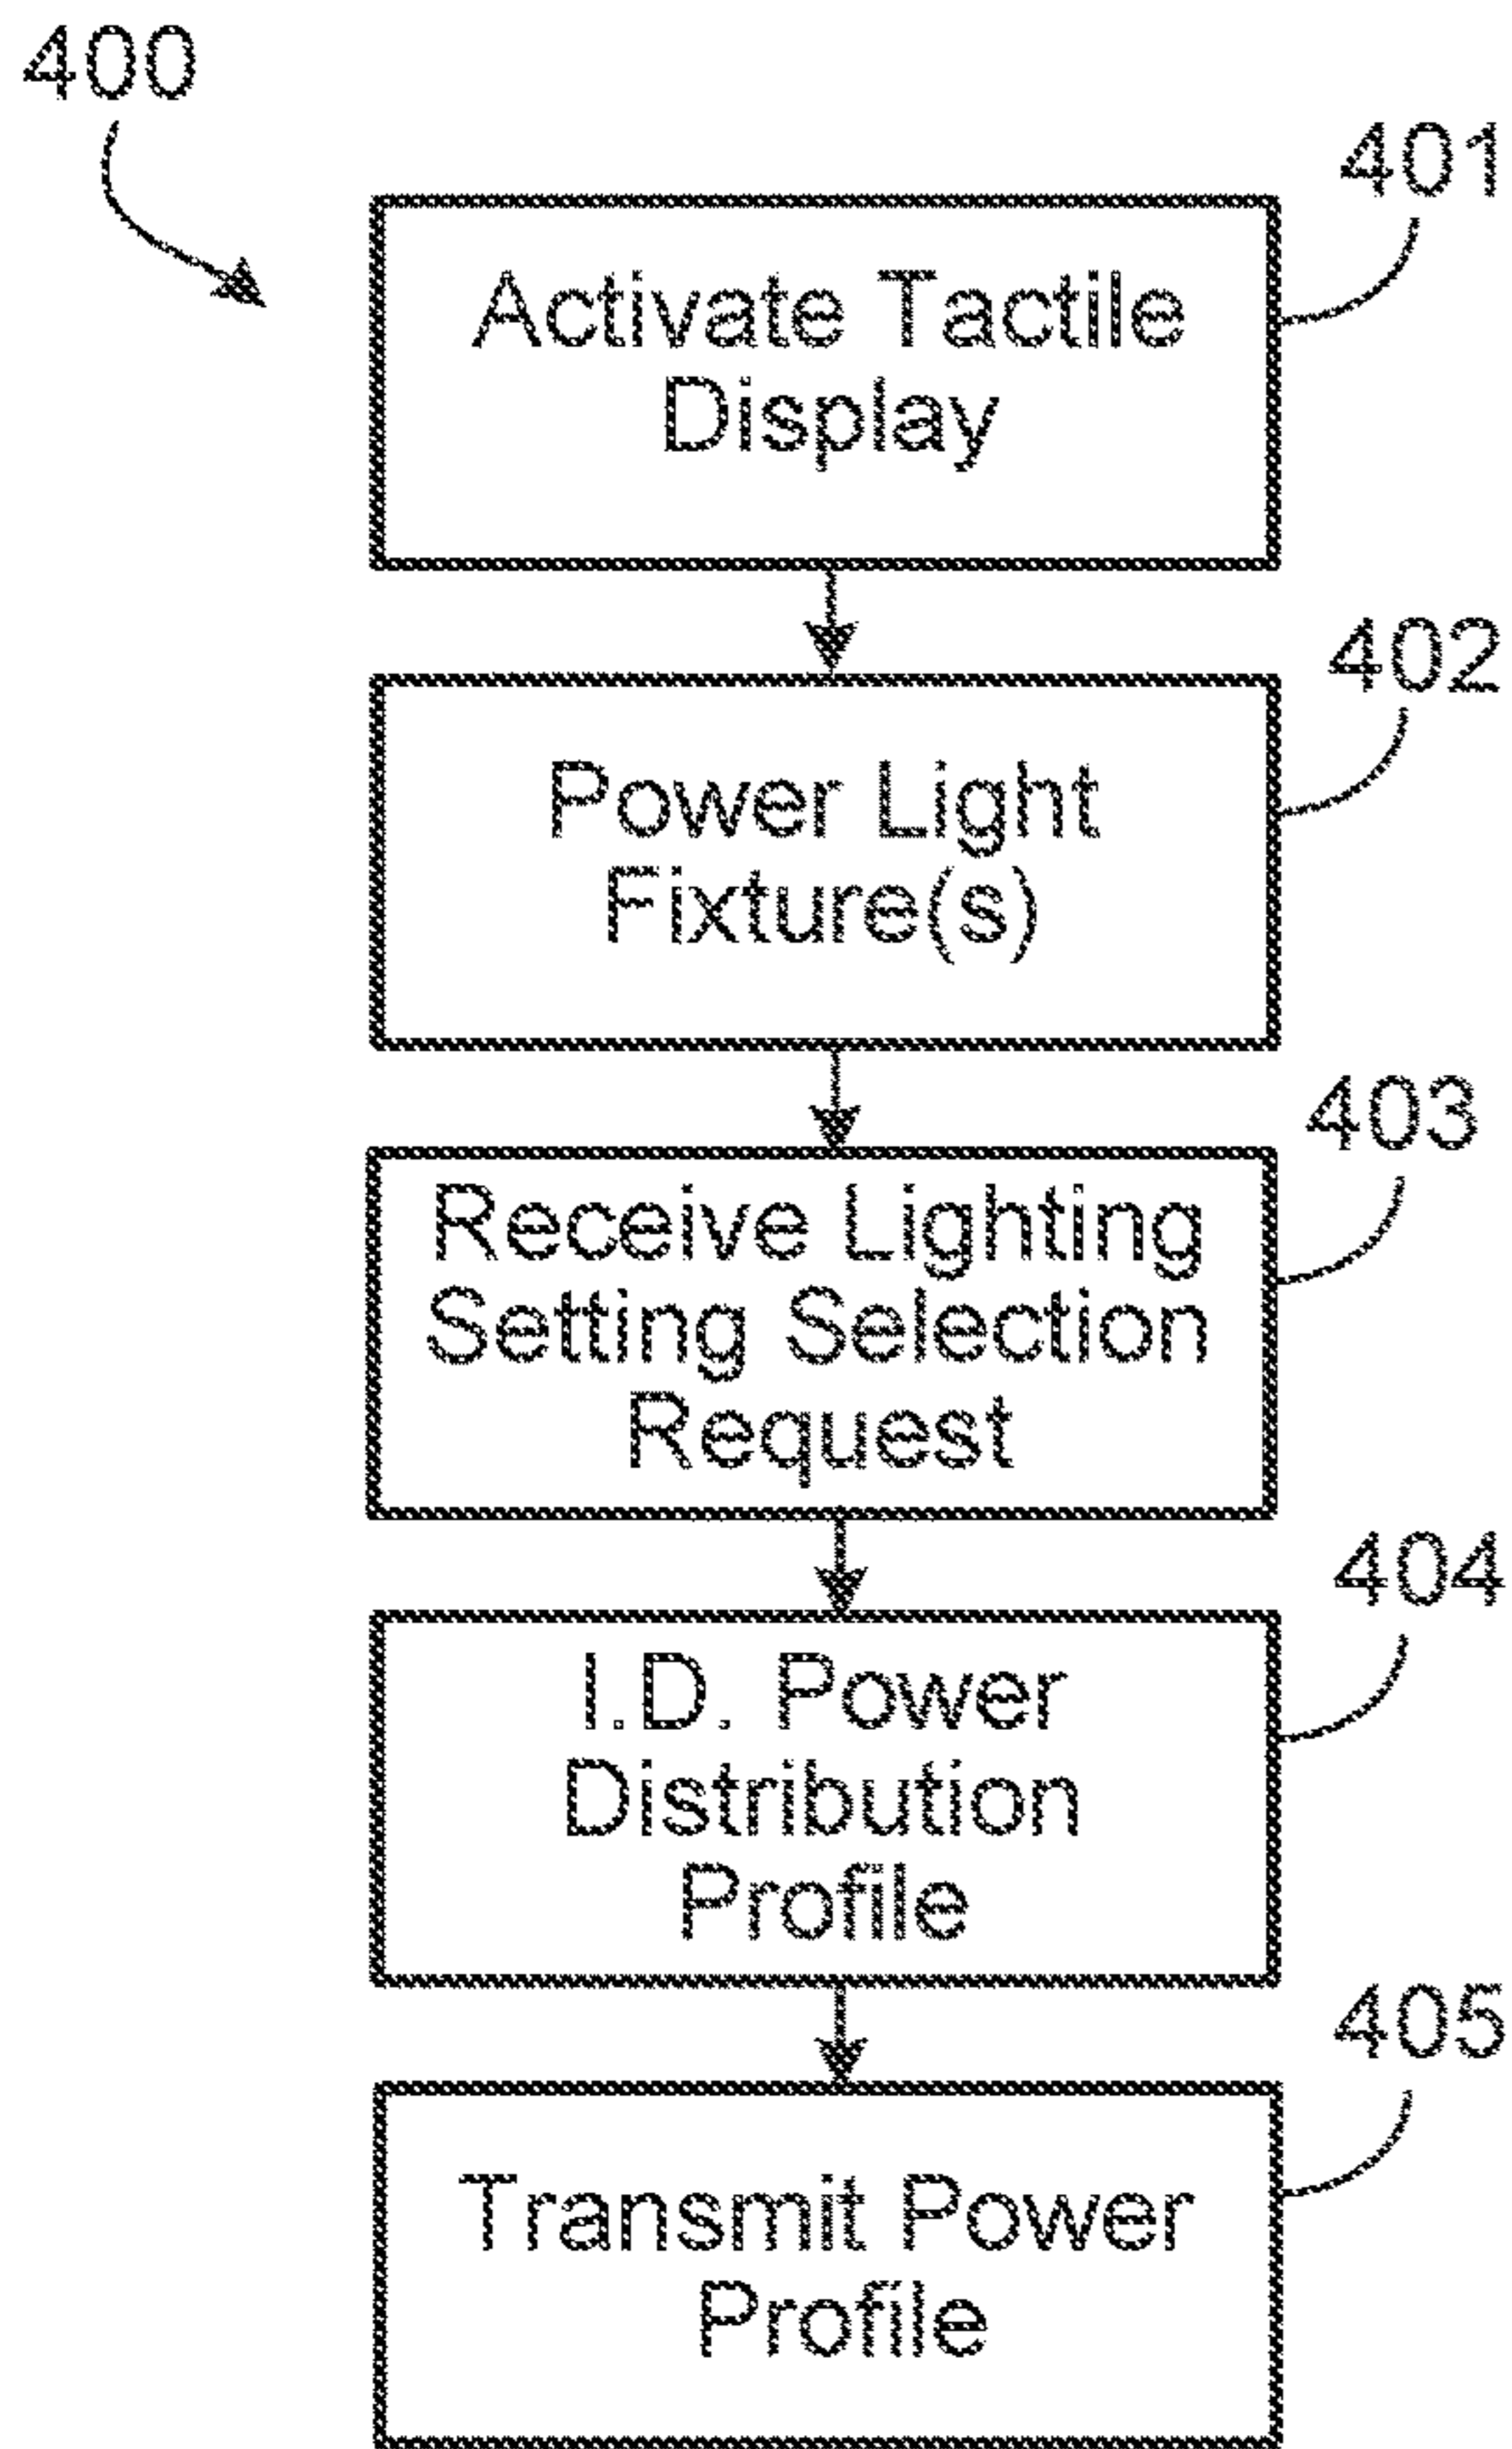 400
401
Activate Tactile
Display
402
Power Light
Fixture(s)
403
Receive Lighting
Setting Selection
Request
404
I.D. Power
Distribution
Profile
405
Transmit Power
Profile